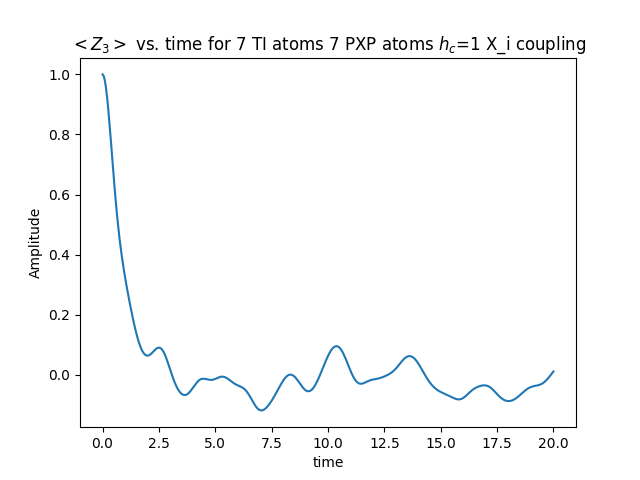 < Z₃ > vs. time for 7 TI atoms 7 PXP atoms h_c=1 X_i coupling
1.0
0.8
0.6
0.4
0.2
0.0
Amplitude
0.0 2.5 5.0 7.5 10.0 12.5 15.0 17.5 20.0
time